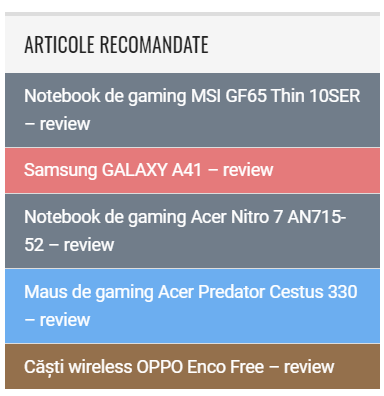 ARTICOLE RECOMANDATE
Notebook de gaming MSI GF65 Thin 10SER
– review
Samsung GALAXY A41 – review
Notebook de gaming Acer Nitro 7 AN715-
52 – review
Maus de gaming Acer Predator Cestus 330
– review
Căști wireless OPPO Enco Free – review